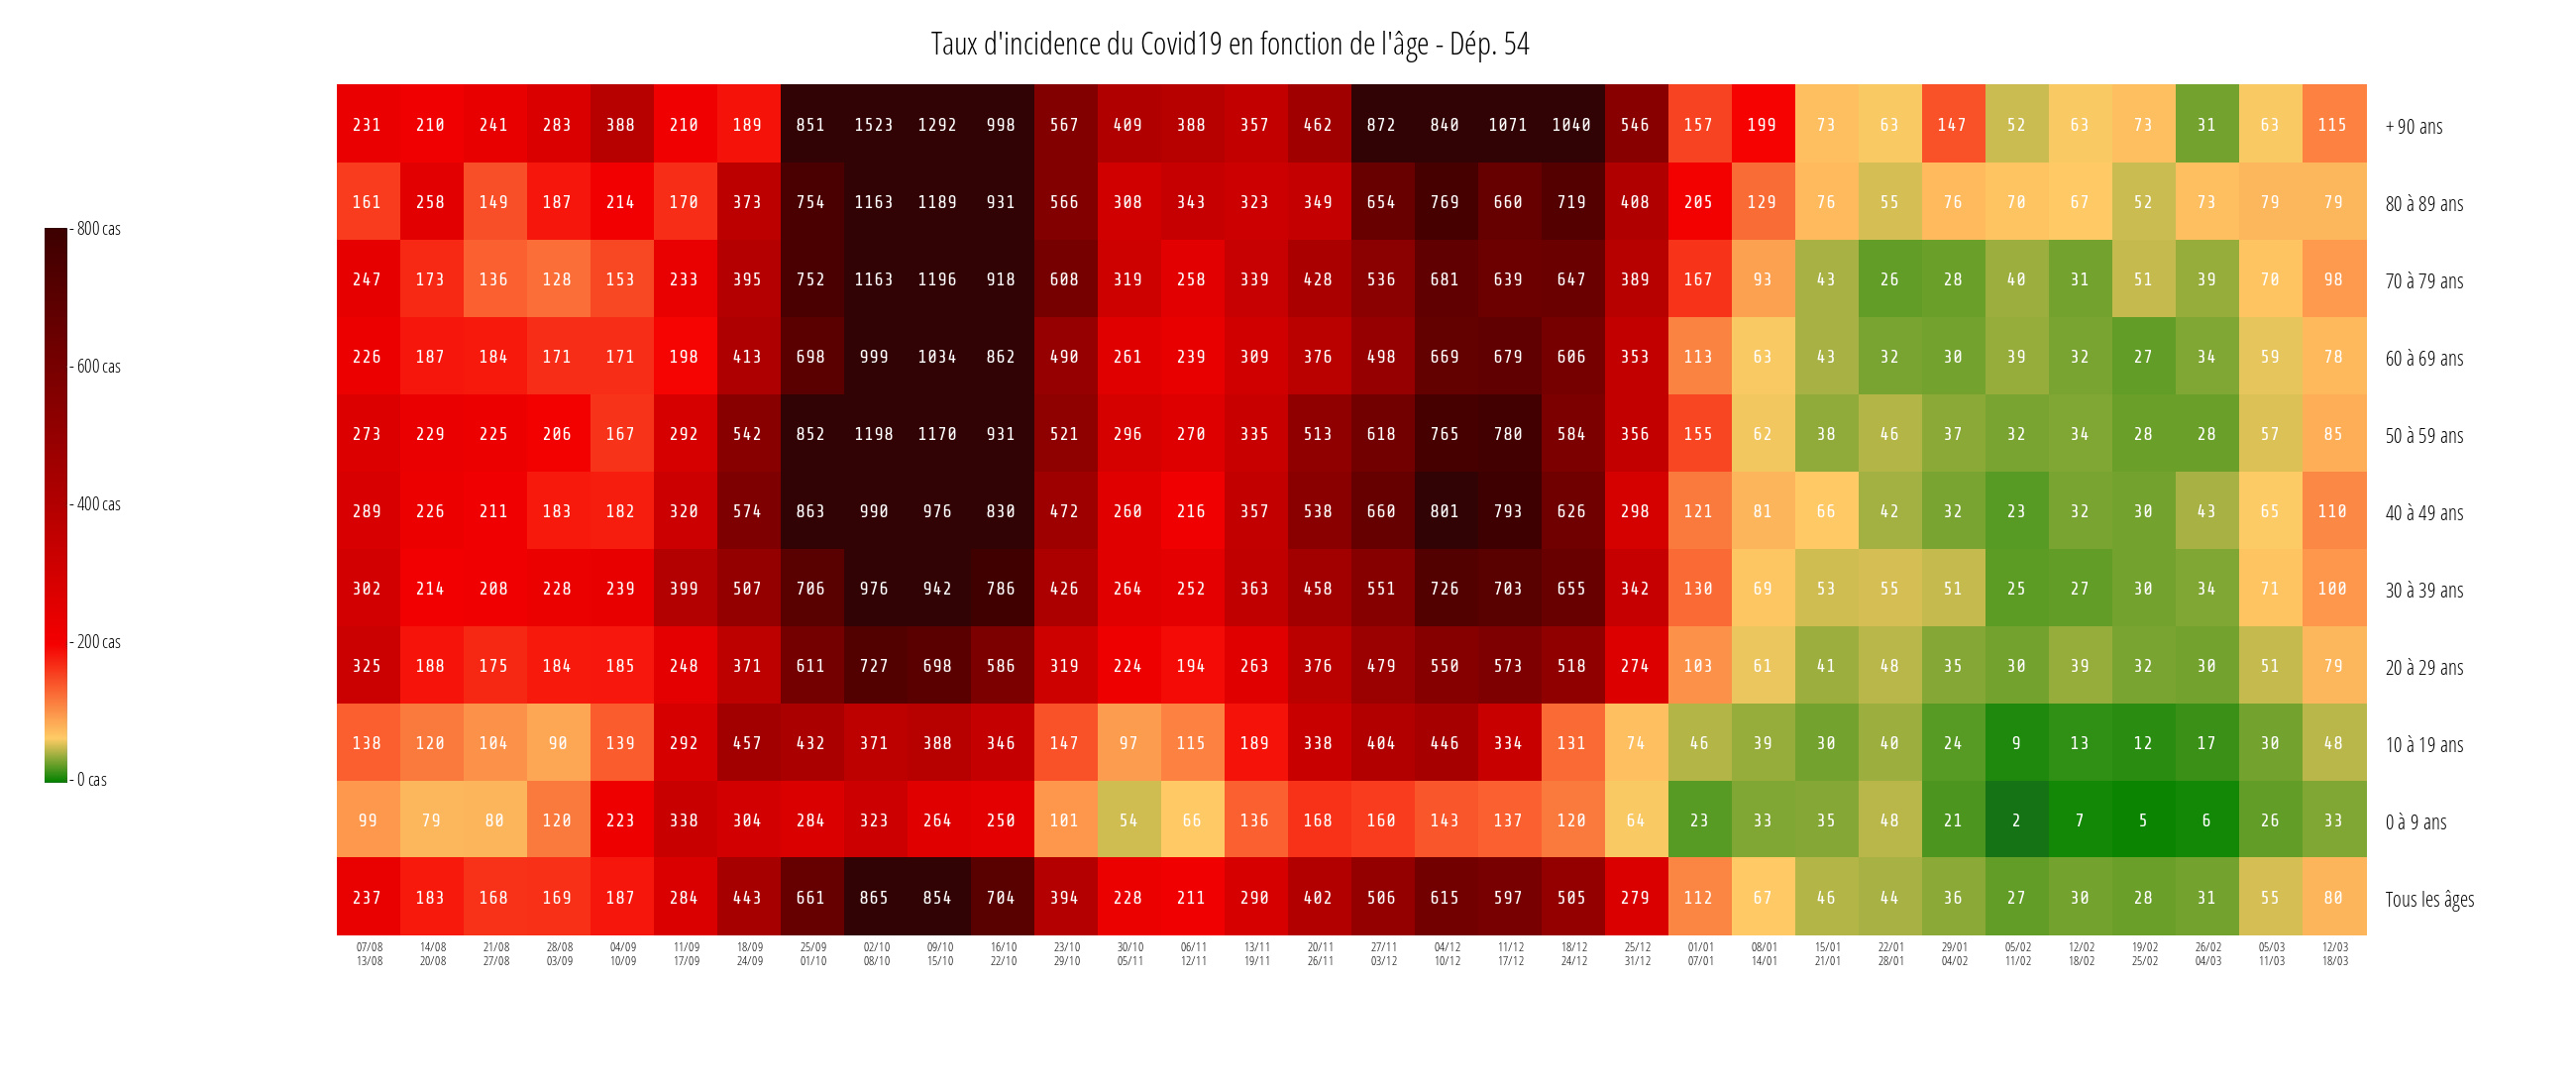 Taux d'incidence du Covid19 en fonction de l'âge - Dép. 54
- 800 cas
- 600 cas
- 400 cas
- 200 cas
- 0 cas
231 210 241 283 388 210 189 851 1523 1292 998 567 409 388 357 462 872 840 1071 1040 546 157 199 73 63 147 52 63 73 31 63 115 + 90 ans
161 258 149 187 214 170 373 754 1163 1189 931 566 308 343 323 349 654 769 660 719 408 205 129 76 55 76 70 67 52 73 79 79 80 à 89 ans
247 173 136 128 153 233 395 752 1163 1196 918 608 319 258 339 428 536 681 639 647 389 167 93 43 26 28 40 31 51 39 70 98 70 à 79 ans
226 187 184 171 171 198 413 698 999 1034 862 490 261 239 309 376 498 669 679 606 353 113 63 43 32 30 39 32 27 34 59 78 60 à 69 ans
273 229 225 206 167 292 542 852 1198 1170 931 521 296 270 335 513 618 765 780 584 356 155 62 38 46 37 32 34 28 28 57 85 50 à 59 ans
289 226 211 183 182 320 574 863 990 976 830 472 260 216 357 538 660 801 793 626 298 121 81 66 42 32 23 32 30 43 65 110 40 à 49 ans
302 214 208 228 239 399 507 706 976 942 786 426 264 252 363 458 551 726 703 655 342 130 69 53 55 51 25 27 30 34 71 100 30 à 39 ans
325 188 175 184 185 248 371 611 727 698 586 319 224 194 263 376 479 550 573 518 274 103 61 41 48 35 30 39 32 30 51 79 20 à 29 ans
138 120 104 90 139 292 457 432 371 388 346 147 97 115 189 338 404 446 334 131 74 46 39 30 40 24 9 13 12 17 30 48 10 à 19 ans
99 79 80 120 223 338 304 284 323 264 250 101 54 66 136 168 160 143 137 120 64 23 33 35 48 21 2 7 5 6 26 33 0 à 9 ans
237 183 168 169 187 284 443 661 865 854 704 394 228 211 290 402 506 615 597 505 279 112 67 46 44 36 27 30 28 31 55 80 Tous les âges
07/08 14/08 21/08 28/08 04/09 11/09 18/09 25/09 02/10 09/10 16/10 23/10 30/10 06/11 13/11 20/11 27/11 04/12 11/12 18/12 25/12 01/01 08/01 15/01 22/01 29/01 05/02 12/02 19/02 26/02 05/03 12/03
13/08 20/08 27/08 03/09 10/09 17/09 24/09 01/10 08/10 15/10 22/10 29/10 05/11 12/11 19/11 26/11 03/12 10/12 17/12 24/12 31/12 07/01 14/01 21/01 28/01 04/02 11/02 18/02 25/02 04/03 11/03 18/03